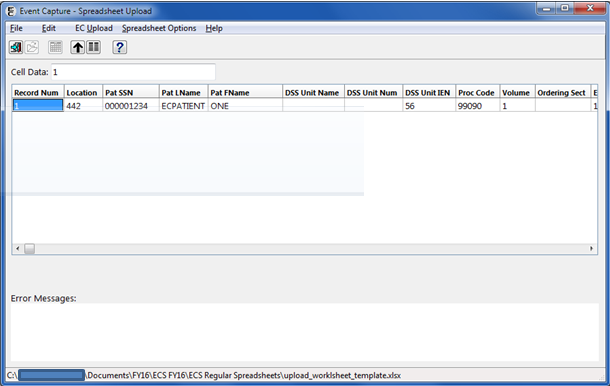 Event Capture - Spreadsheet Upload
File Edit EC Upload Spreadsheet Options Help
?
Cell Data: 1
Record Num Location Pat SSN Pat LName Pat FName DSS Unit Name DSS Unit Num DSS Unit IEN Proc Code Volume Ordering Sect E
1 442 000001234 ECPATIENT ONE 56 99090 1 1
Error Messages:
C:\ \Documents\FY16\ECS FY16\ECS Regular Spreadsheets\upload_worklsheet_template.xlsx